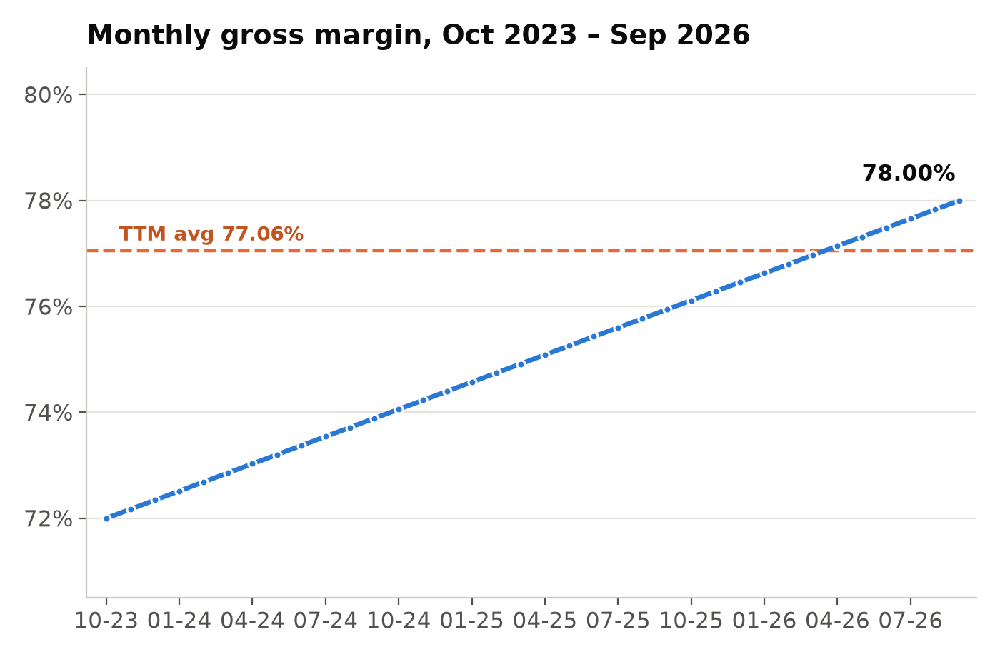 Monthly gross margin, Oct 2023 – Sep 2026
80%
78.00%
78%
TTM avg 77.06%
76%
74%
72%
10-23 01-24 04-24 07-24 10-24 01-25 04-25 07-25 10-25 01-26 04-26 07-26